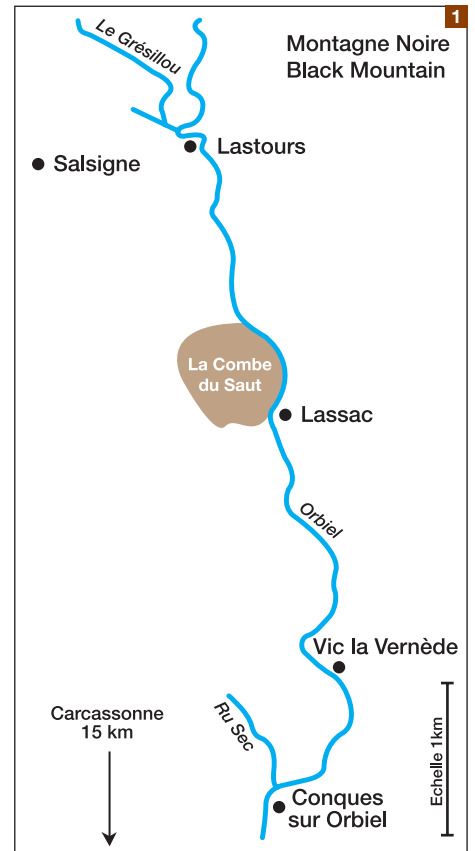 1
Montagne Noire
Black Mountain
Le Grésillou
Lastours
Salsigne
La Combe
du Saut
Lassac
Orbiel
Vic la Vernède
Ru Sec
Carcassonne
15 km
Echelle 1km
Conques
sur Orbiel